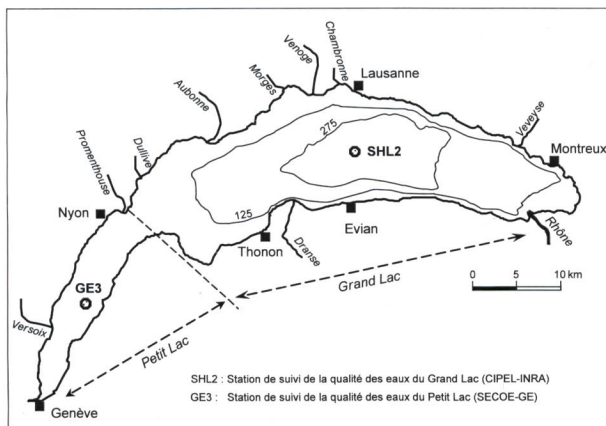 Chambronne
Venoge
Lausanne
Morges
Aubonne
275
SHL2
Veveyse
Montreux
Dullive
Promenthouse
Nyon
125
Evian
Rhône
Thonon
Dranse
Grand Lac
0 5 10 km
GE3
Versoix
Petit Lac
SHL2 : Station de suivi de la qualité des eaux du Grand Lac (CIPEL-INRA)
GE3 : Station de suivi de la qualité des eaux du Petit Lac (SECOE-GE)
Genève